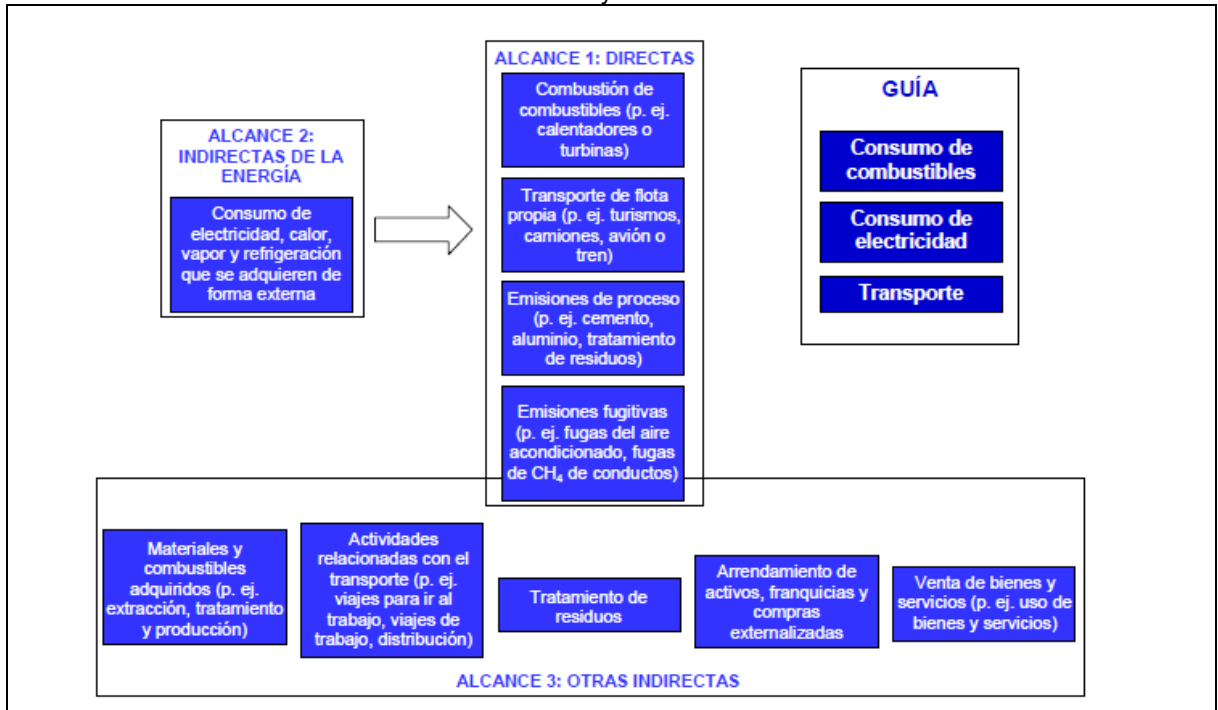 y
ALCANCE 1: DIRECTAS
Combustión de
combustibles (p. ej.
calentadores o
turbinas)
Transporte de flota
propia (p. ej. turismos,
camiones, avión o
tren)
Emisiones de proceso
(p. ej. cemento,
aluminio, tratamiento
de residuos)
Emisiones fugitivas
(p. ej. fugas del aire
acondicionado, fugas
de CH₄ de conductos)
ALCANCE 2:
INDIRECTAS DE LA
ENERGÍA
Consumo de
electricidad, calor,
vapor y refrigeración
que se adquieren de
forma externa
GUÍA
Consumo de
combustibles
Consumo de
electricidad
Transporte
Materiales y
combustibles
adquiridos (p. ej.
extracción, tratamiento
y producción)
Actividades
relacionadas con el
transporte (p. ej.
viajes para ir al
trabajo, viajes de
trabajo, distribución)
Tratamiento de
residuos
Arrendamiento de
activos, franquicias y
compras
externalizadas
Venta de bienes y
servicios (p. ej. uso de
bienes y servicios)
ALCANCE 3: OTRAS INDIRECTAS